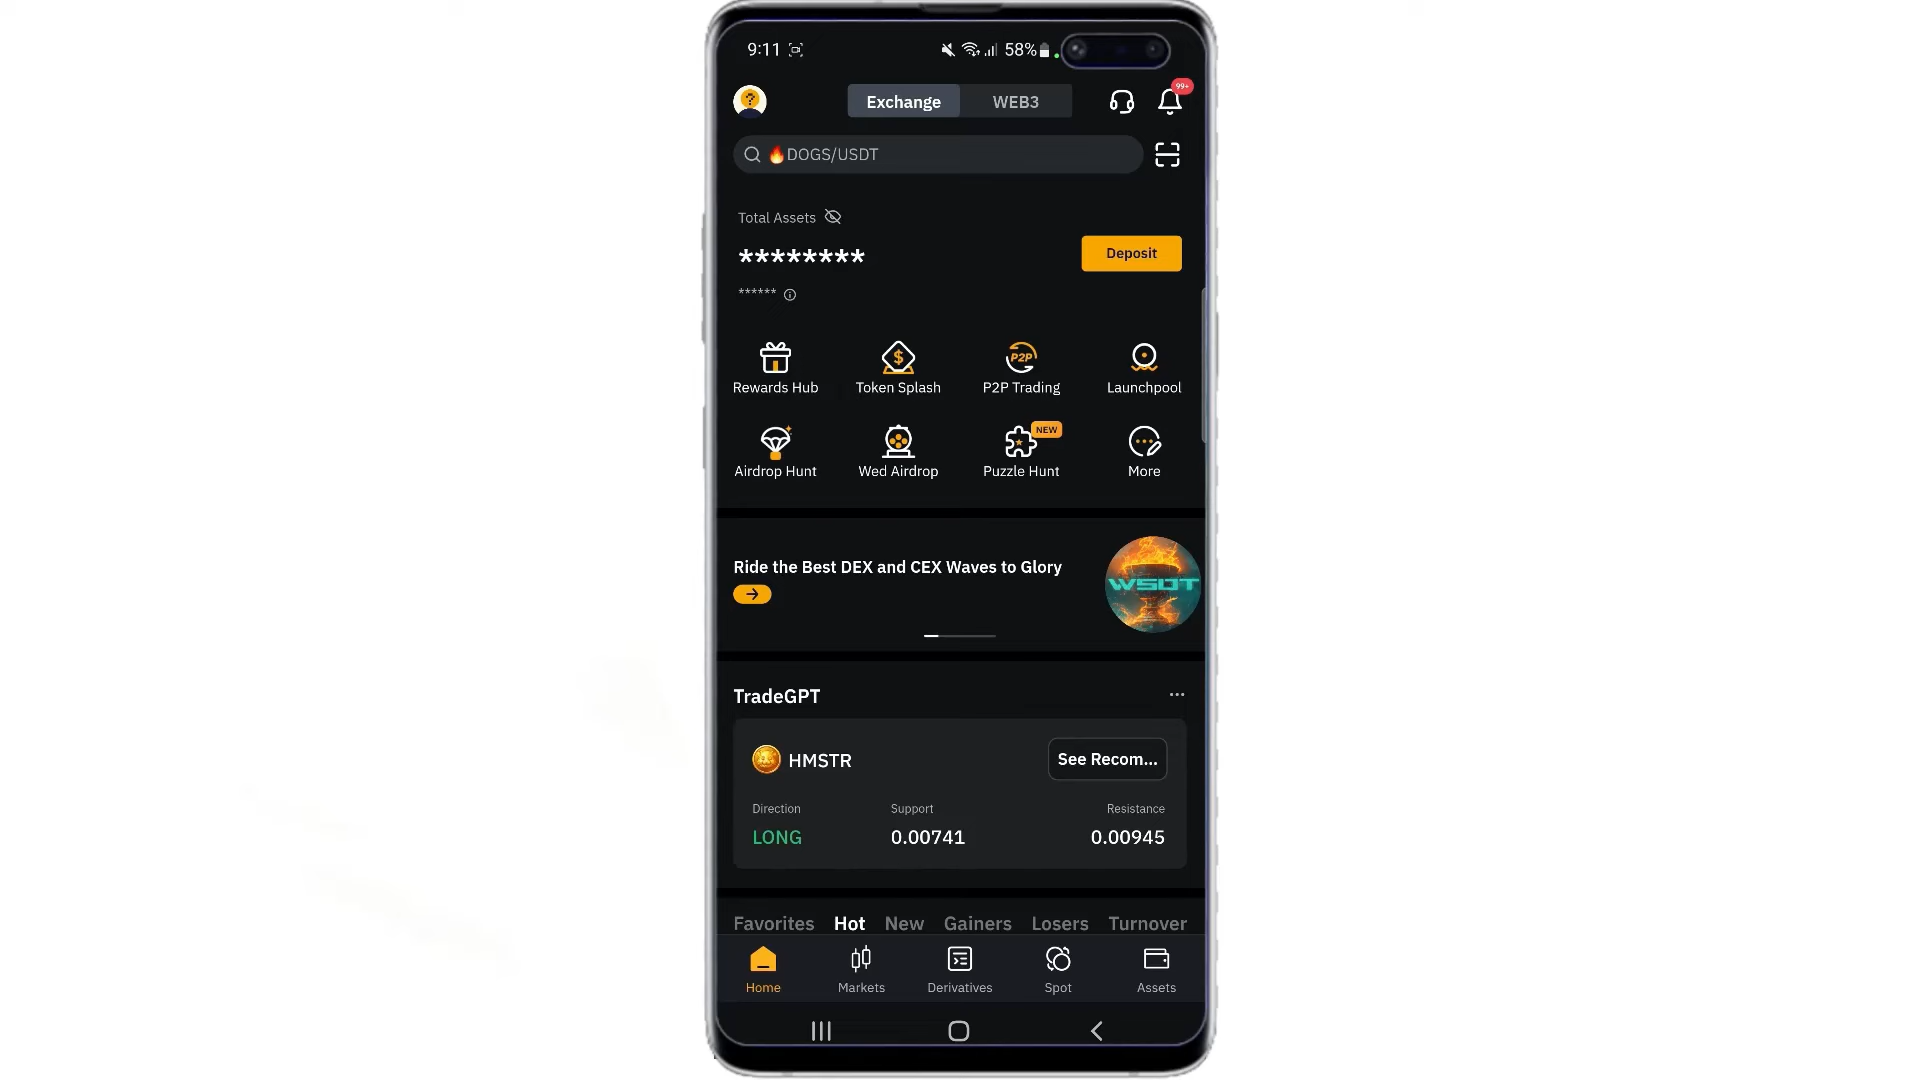 9:11 58%
Exchange WEB3 99+
DOGS/USDT
Total Assets
********
Deposit
******
Rewards Hub Token Splash P2P Trading Launchpool
P2P
NEW
Airdrop Hunt Wed Airdrop Puzzle Hunt More
Ride the Best DEX and CEX Waves to Glory
WSOT
TradeGPT
HMSTR See Recom...
Direction Support Resistance
LONG 0.00741 0.00945
Favorites Hot New Gainers Losers Turnover
Home Markets Derivatives Spot Assets